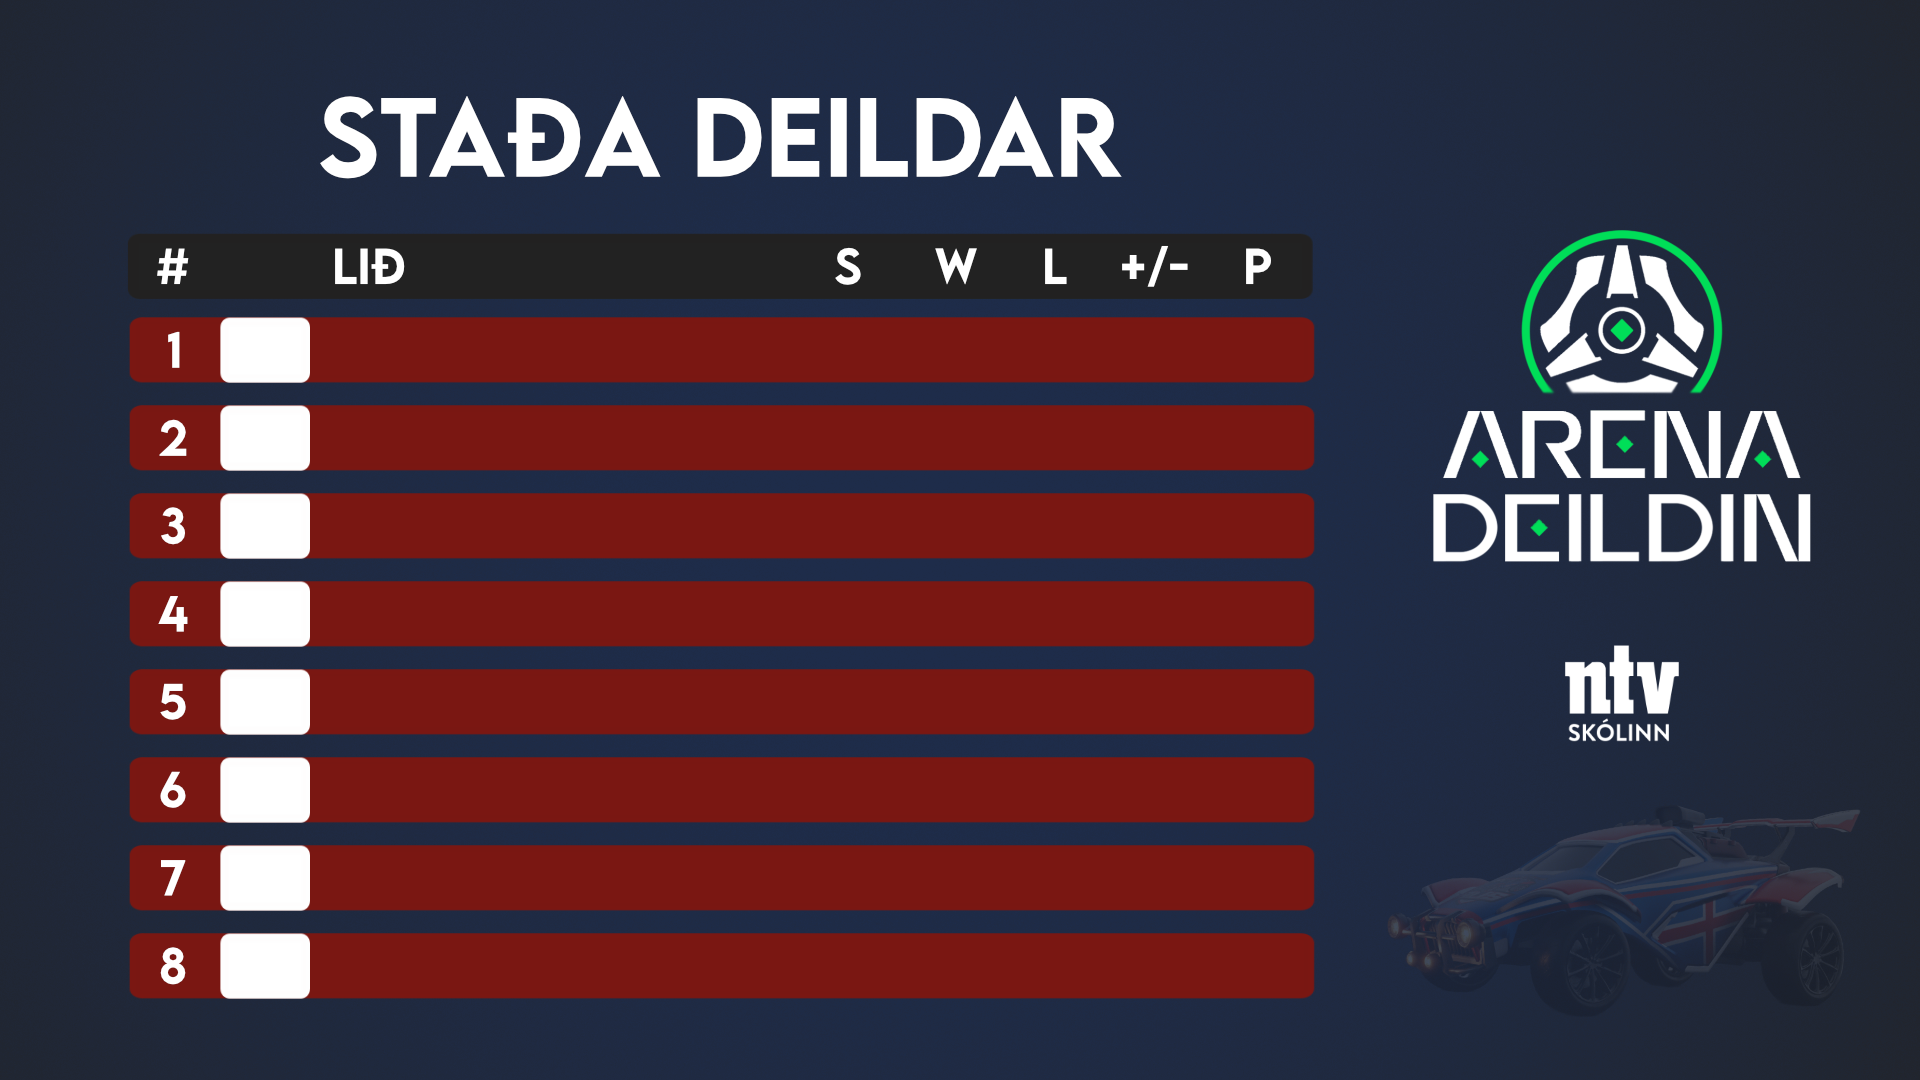 STAÐA DEILDAR
# LIÐ S W L +/- P
1
2
3
4
5
6
7
8
ARENA
DEILDIN
ntv
SKÓLINN